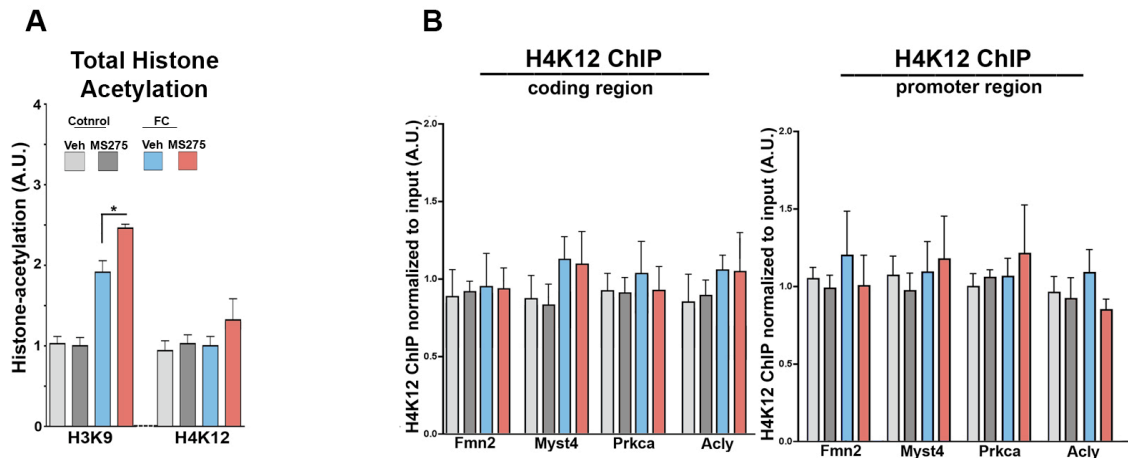 A
Total Histone
Acetylation
Histone-acetylation (A.U.)
4
3
2
1
0
Cotnrol
FC
Veh MS275
Veh MS275
*
H3K9
H4K12
B
H4K12 ChIP
coding region
H4K12 ChIP normalized to input (A.U.)
2.0
1.5
1.0
0.5
0.0
Fmn2
Myst4
Prkca
Acly
H4K12 ChIP
promoter region
H4K12 ChIP normalized to input (A.U.)
2.0
1.5
1.0
0.5
0.0
Fmn2
Myst4
Prkca
Acly